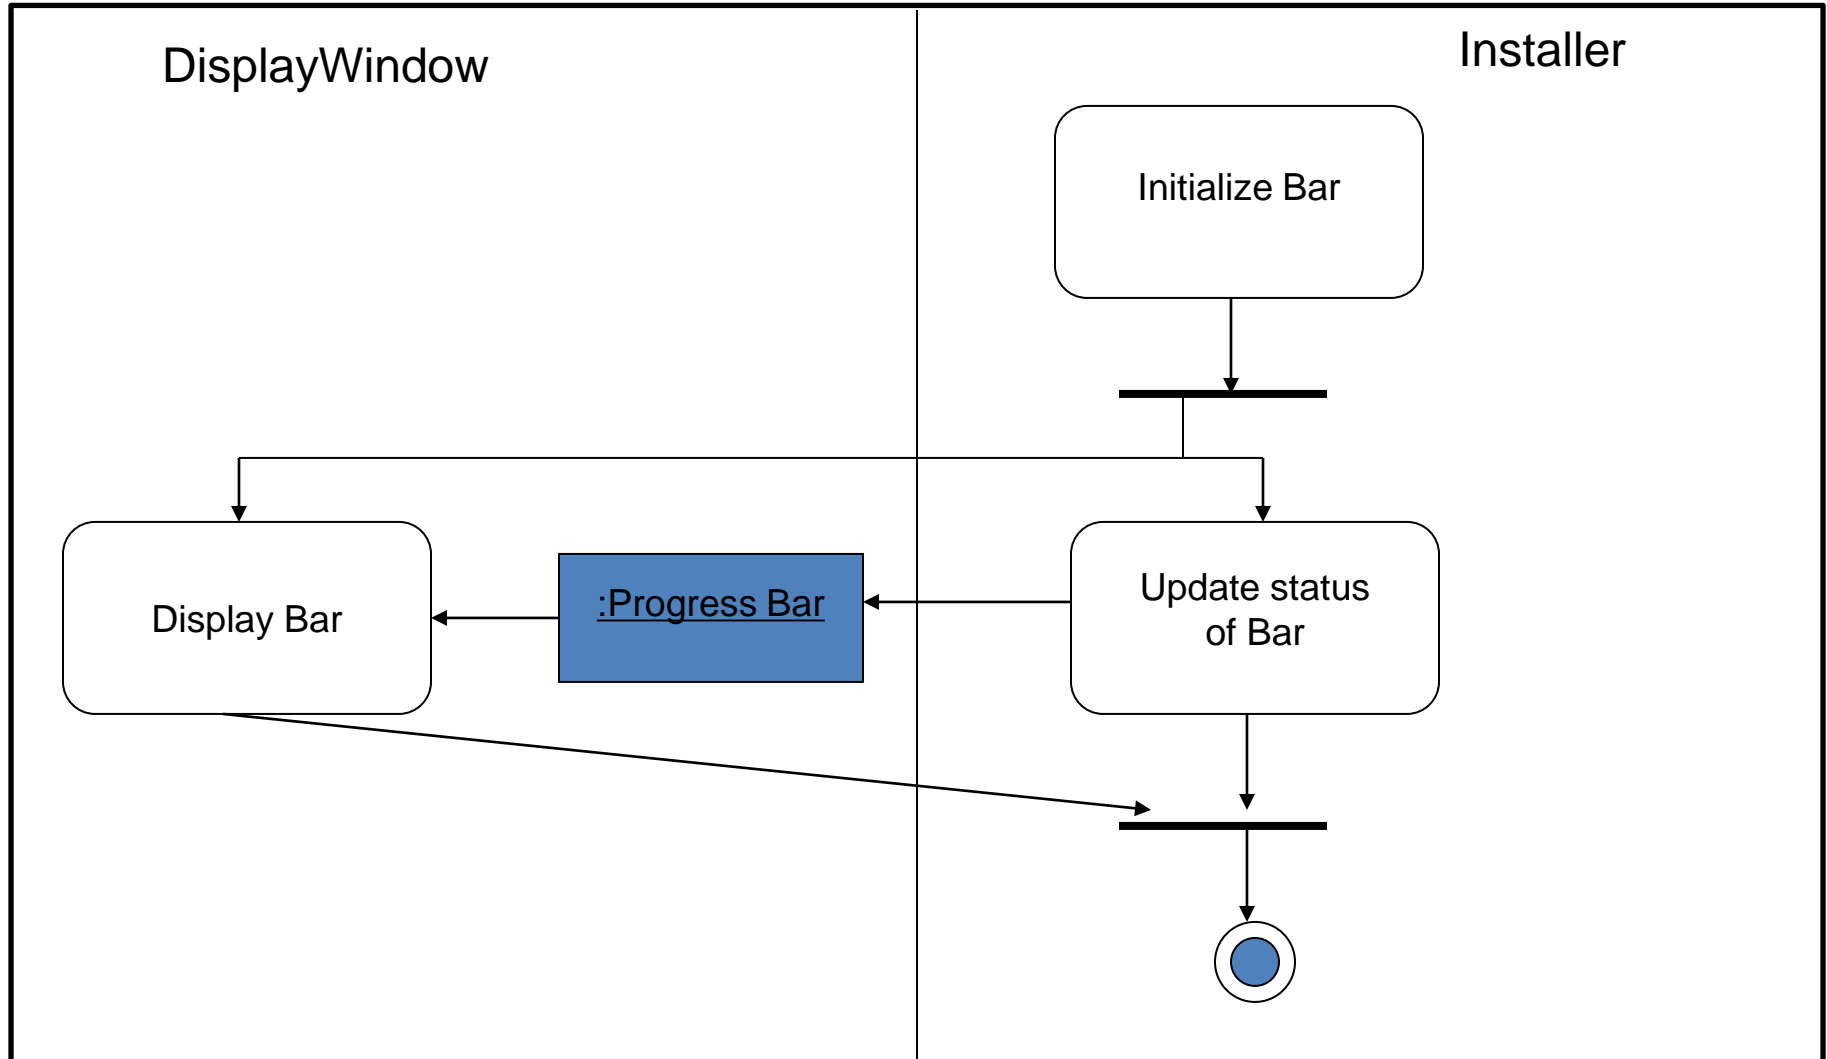 DisplayWindow
Installer
Initialize Bar
Display Bar
:Progress Bar
Update status
of Bar